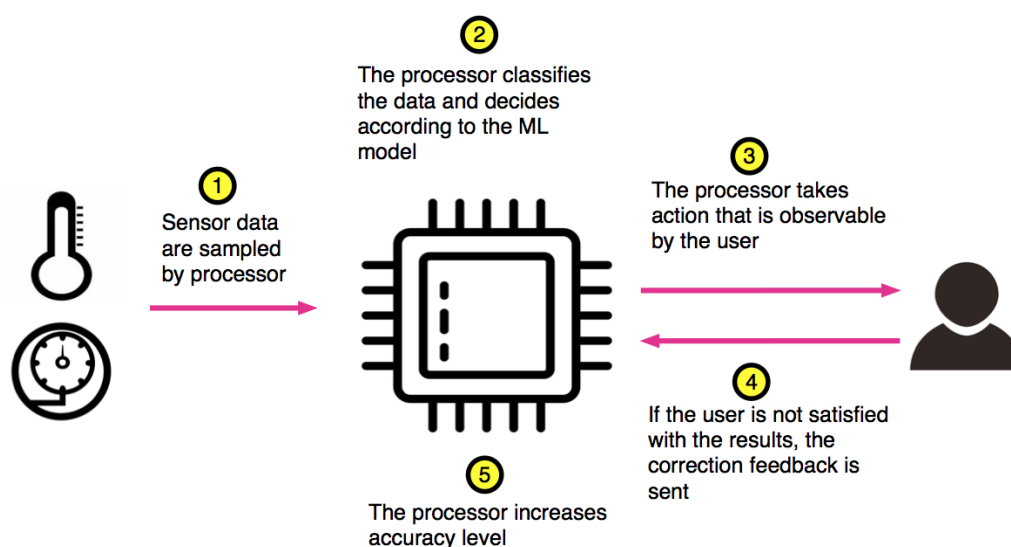 2
The processor classifies
the data and decides
according to the ML
model
1
Sensor data
are sampled
by processor
3
The processor takes
action that is observable
by the user
4
If the user is not satisfied
with the results, the
correction feedback is
sent
5
The processor increases
accuracy level